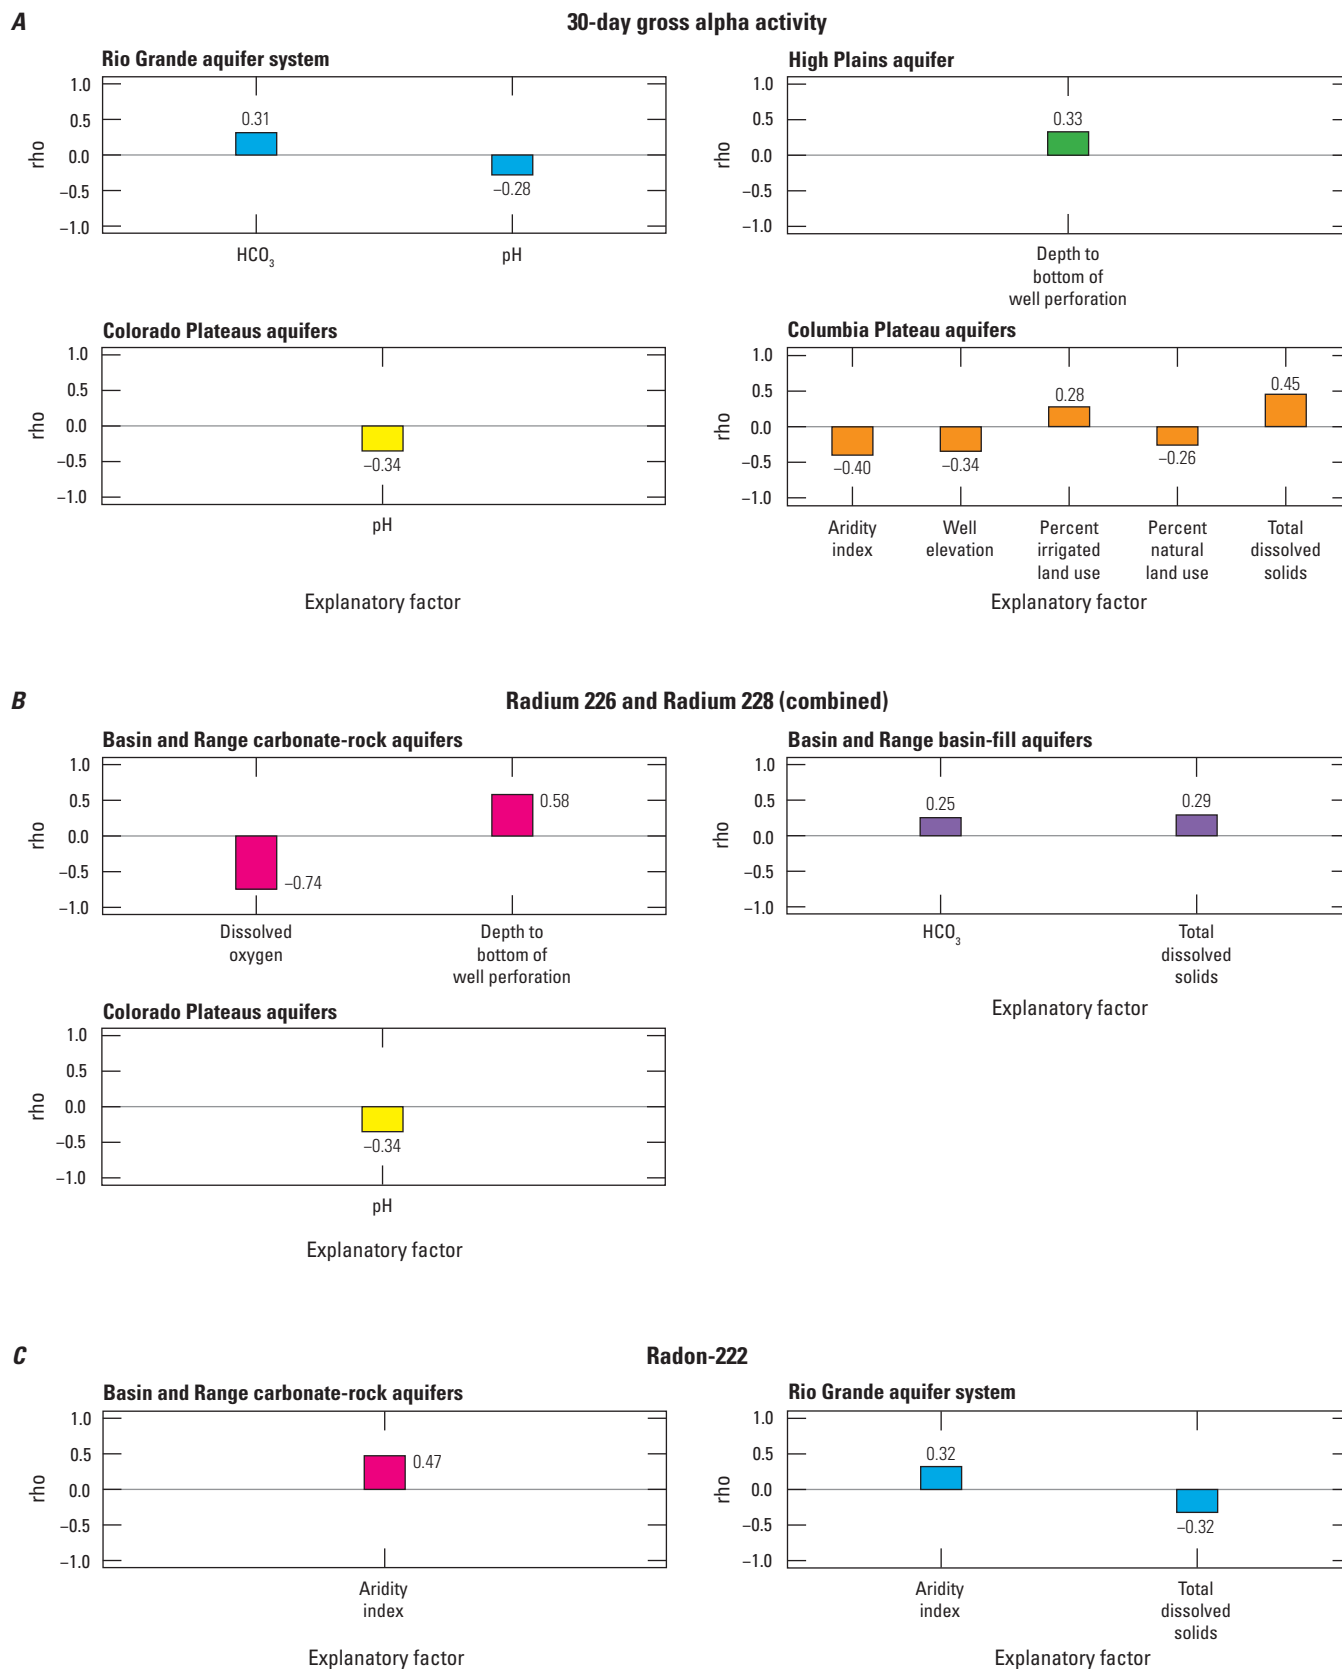 A
30-day gross alpha activity
Rio Grande aquifer system
1.0
0.5
0.0
−0.5
−1.0
rho
0.31
−0.28
HCO₃
pH
High Plains aquifer
1.0
0.5
0.0
−0.5
−1.0
rho
0.33
Depth to
bottom of
well perforation
Colorado Plateaus aquifers
1.0
0.5
0.0
−0.5
−1.0
rho
−0.34
pH
Explanatory factor
Columbia Plateau aquifers
1.0
0.5
0.0
−0.5
−1.0
rho
−0.40
−0.34
0.28
−0.26
0.45
Aridity
index
Well
elevation
Percent
irrigated
land use
Percent
natural
land use
Total
dissolved
solids
Explanatory factor
B
Radium 226 and Radium 228 (combined)
Basin and Range carbonate-rock aquifers
1.0
0.5
0.0
−0.5
−1.0
rho
−0.74
0.58
Dissolved
oxygen
Depth to
bottom of
well perforation
Basin and Range basin-fill aquifers
1.0
0.5
0.0
−0.5
−1.0
rho
0.25
0.29
HCO₃
Total
dissolved
solids
Explanatory factor
Colorado Plateaus aquifers
1.0
0.5
0.0
−0.5
−1.0
rho
−0.34
pH
Explanatory factor
C
Radon-222
Basin and Range carbonate-rock aquifers
1.0
0.5
0.0
−0.5
−1.0
rho
0.47
Aridity
index
Explanatory factor
Rio Grande aquifer system
1.0
0.5
0.0
−0.5
−1.0
rho
0.32
−0.32
Aridity
index
Total
dissolved
solids
Explanatory factor